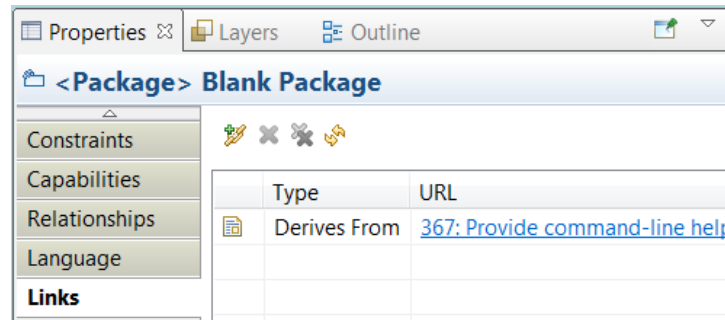 Properties Layers Outline
<Package> Blank Package
Constraints
Capabilities
Type URL
Relationships
Derives From 367: Provide command-line help
Language
Links